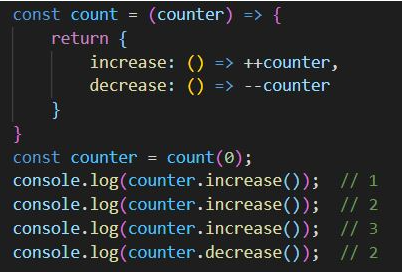 const count = (counter) => {
    return {
        increase: () => ++counter,
        decrease: () => --counter
    }
}
const counter = count(0);
console.log(counter.increase());  // 1
console.log(counter.increase());  // 2
console.log(counter.increase());  // 3
console.log(counter.decrease());  // 2